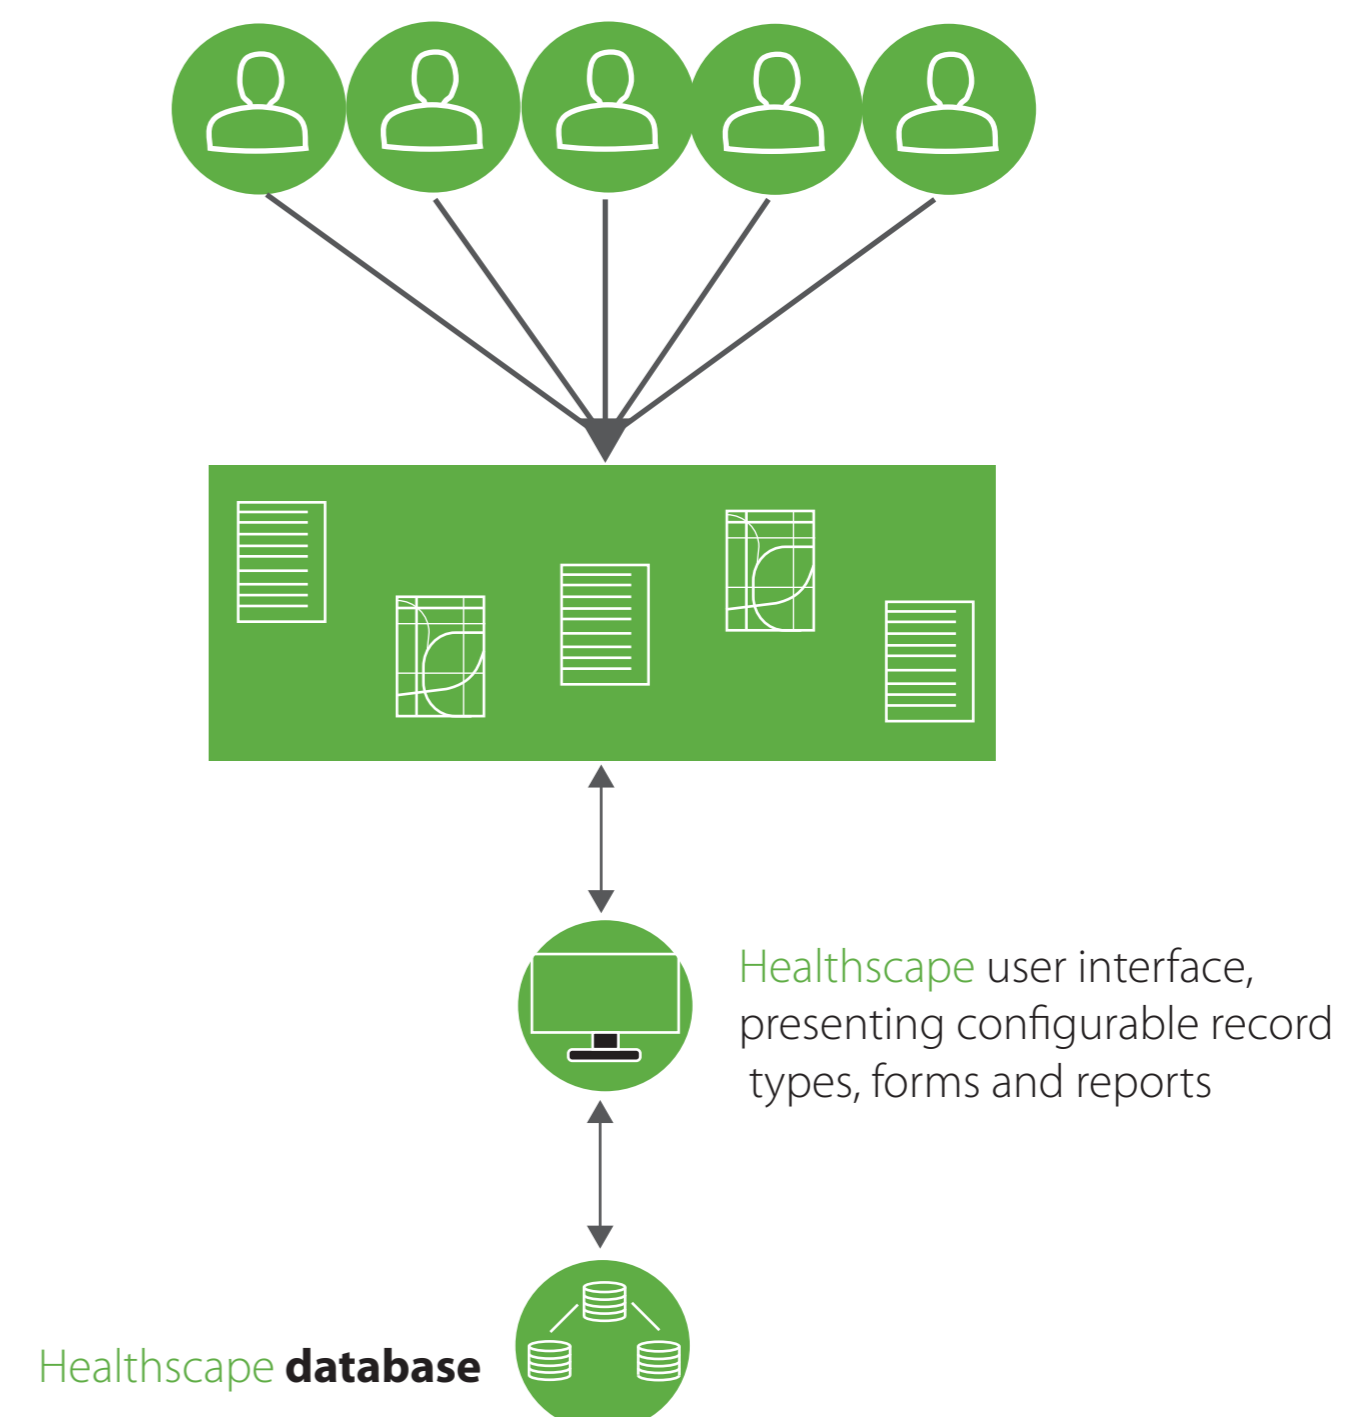 Healthscape user interface,
presenting configurable record
types, forms and reports
Healthscape database